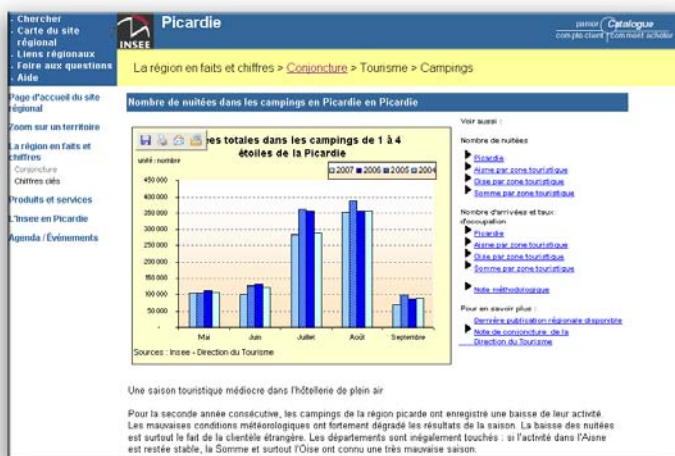 - Chercher
- Carte du site
régional
- Liens régionaux
- Foire aux questions
- Aide
INSEE
Picardie
panier
Catalogue
compte client
comment acheter
La région en faits et chiffres > Conjoncture > Tourisme > Campings
Page d'accueil du site
régional
Zoom sur un territoire
La région en faits et
chiffres
Conjoncture
Chiffres clés
Produits et services
L'Insee en Picardie
Agenda / Événements
Nombre de nuitées dans les campings en Picardie en Picardie
es totales dans les campings de 1 à 4
étoiles de la Picardie
unité : nombre
2007 2006 2005 2004
450 000
400 000
350 000
300 000
250 000
200 000
150 000
100 000
50 000
-
Mai Juin Juillet Août Septembre
Sources : Insee - Direction du Tourisme
Voir aussi :
Nombre de nuitées
Picardie
Aisne par zone touristique
Oise par zone touristique
Somme par zone touristique
Nombre d'arrivées et taux
d'occupation
Picardie
Aisne par zone touristique
Oise par zone touristique
Somme par zone touristique
Note méthodologique
Pour en savoir plus :
Dernière publication régionale disponible
Note de conjoncture de la
Direction du Tourisme
Une saison touristique médiocre dans l'hôtellerie de plein air
Pour la seconde année consécutive, les campings de la région picarde ont enregistré une baisse de leur activité.
Les mauvaises conditions météorologiques ont fortement dégradé les résultats de la saison. La baisse des nuitées
est surtout le fait de la clientèle étrangère. Les départements sont inégalement touchés : si l'activité dans l'Aisne
est restée stable, la Somme et surtout l'Oise ont connu une très mauvaise saison.